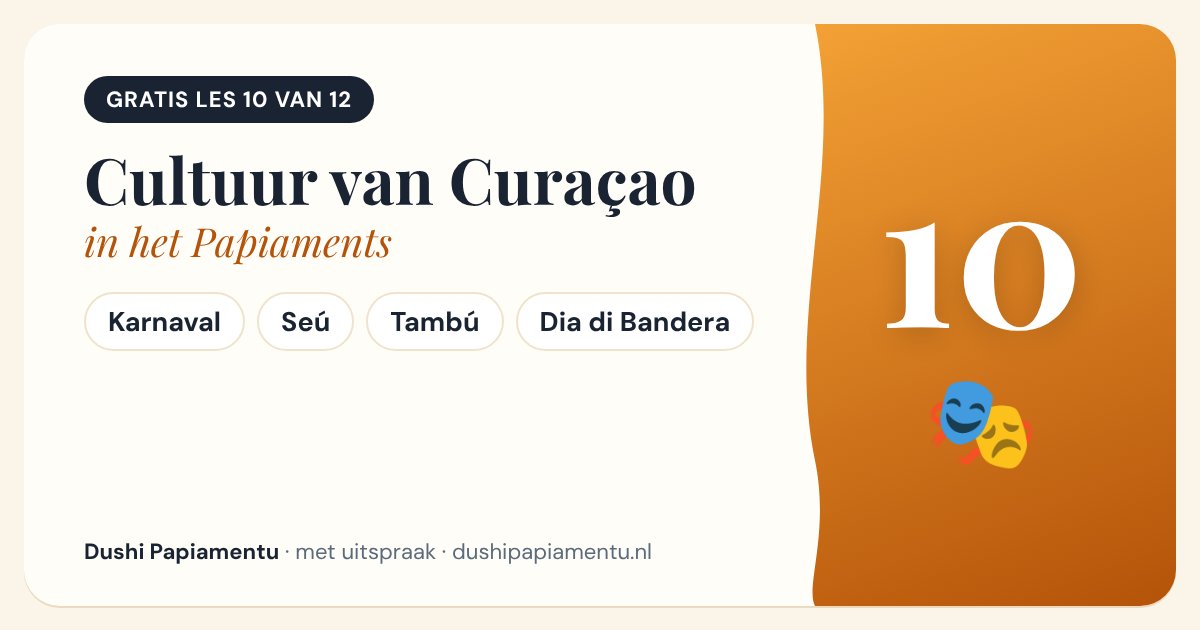 GRATIS LES 10 VAN 12
Cultuur van Curaçao
in het Papiaments
Karnaval Seú Tambú Dia di Bandera
Dushi Papiamentu · met uitspraak · dushipapiamentu.nl
10